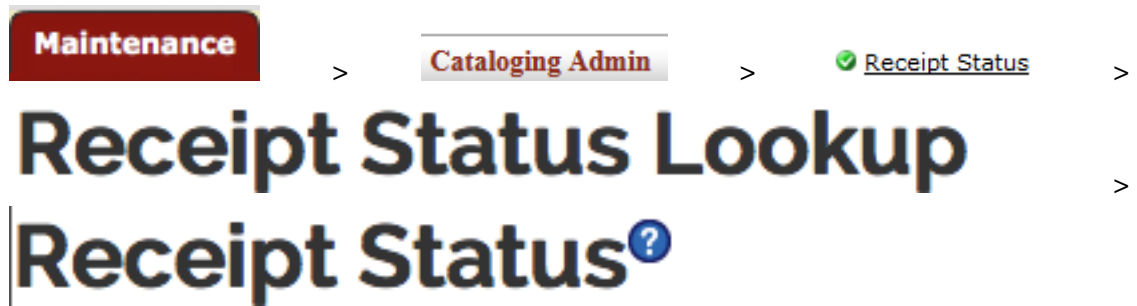 Maintenance > Cataloging Admin > Receipt Status >
Receipt Status Lookup >
Receipt Status?